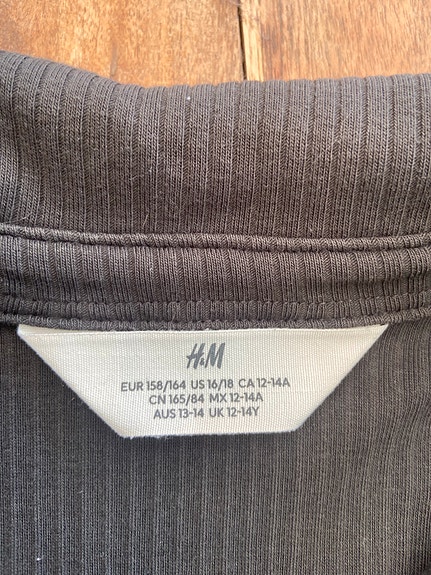 H&M
EUR 158/164 US 16/18 CA 12-14A
CN 165/84 MX 12-14A
AUS 13-14 UK 12-14Y